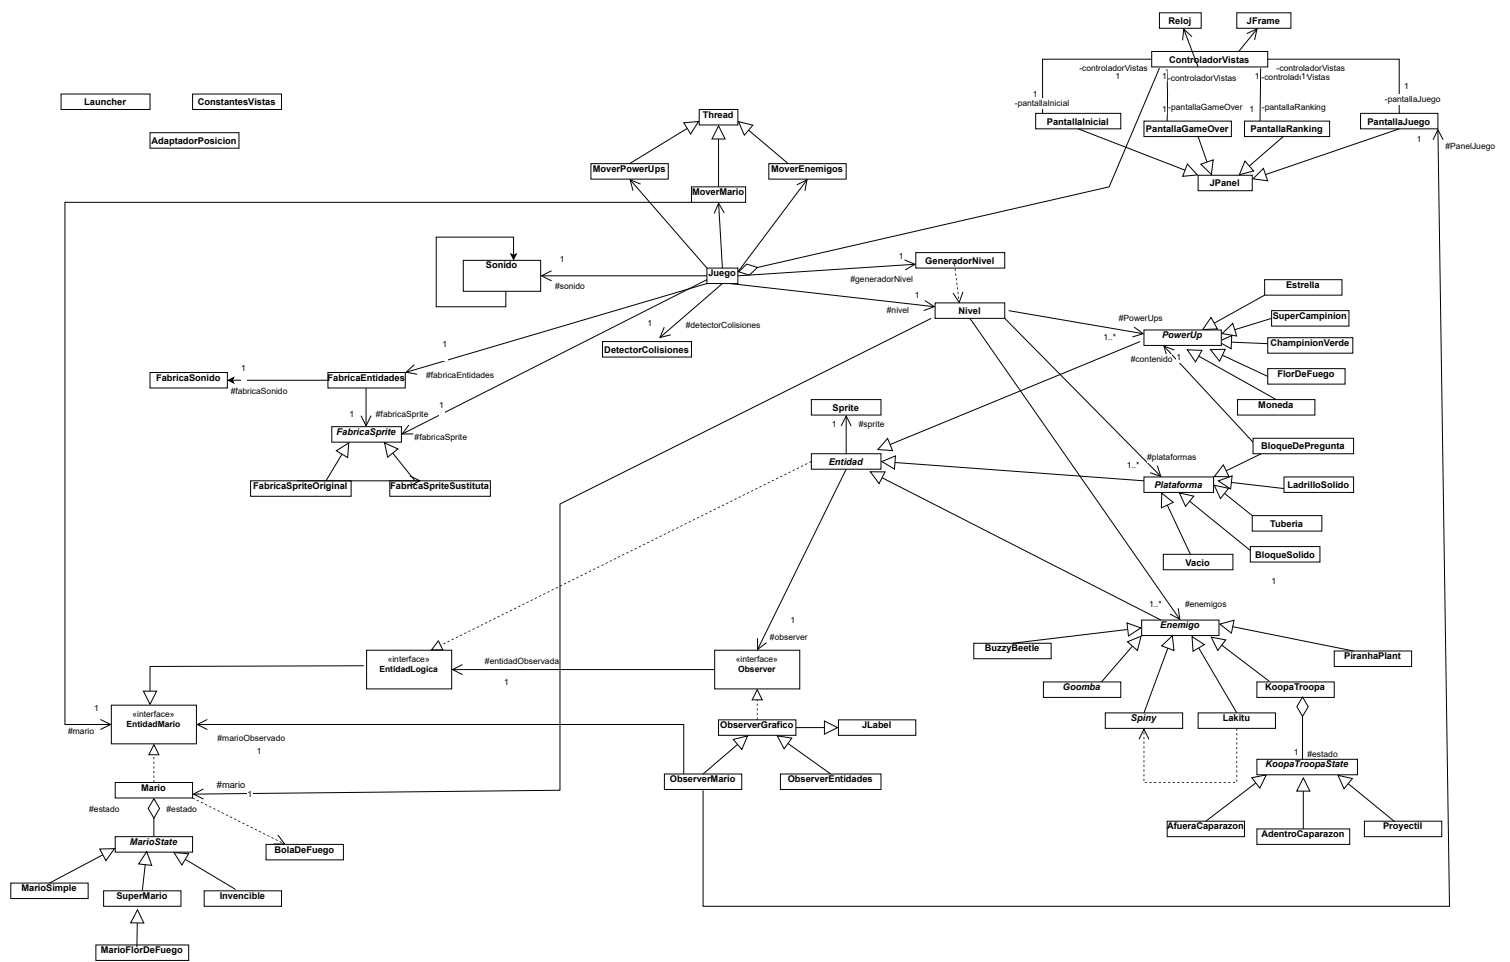 Reloj
JFrame
ControladorVistas
-controladorVistas
1
1
-controladorVistas
1
-controladorVistas
1
-controladorVistas
1
1
-pantallaInicial
1
-pantallaGameOver
1
-pantallaRanking
1
-pantallaJuego
PantallaInicial
PantallaGameOver
PantallaRanking
PantallaJuego
1
#PanelJuego
JPanel
Launcher
ConstantesVistas
AdaptadorPosicion
Thread
MoverPowerUps
MoverMario
MoverEnemigos
Sonido
1
#sonido
Juego
1
#generadorNivel
GeneradorNivel
1
#nivel
Nivel
1
#detectorColisiones
DetectorColisiones
#PowerUps
1..*
PowerUp
#contenido
1
Estrella
SuperCampinion
ChampinionVerde
FlorDeFuego
Moneda
FabricaSonido
1
#fabricaSonido
FabricaEntidades
1
#fabricaEntidades
1
#fabricaSprite
1
#fabricaSprite
FabricaSprite
FabricaSpriteOriginal
FabricaSpriteSustituta
Sprite
1
#sprite
Entidad
#plataformas
1..*
Plataforma
BloqueDePregunta
LadrilloSolido
Tuberia
BloqueSolido
Vacio
1
1..*
#enemigos
Enemigo
BuzzyBeetle
Goomba
Spiny
Lakitu
KoopaTroopa
PiranhaPlant
1
#estado
KoopaTroopaState
AfueraCaparazon
AdentroCaparazon
Proyectil
1
#observer
«interface»
Observer
#entidadObservada
1
«interface»
EntidadLogica
«interface»
EntidadMario
1
#mario
#marioObservado
1
ObserverGrafico
JLabel
ObserverMario
ObserverEntidades
Mario
#mario
1
#estado
#estado
MarioState
BolaDeFuego
MarioSimple
SuperMario
Invencible
MarioFlorDeFuego